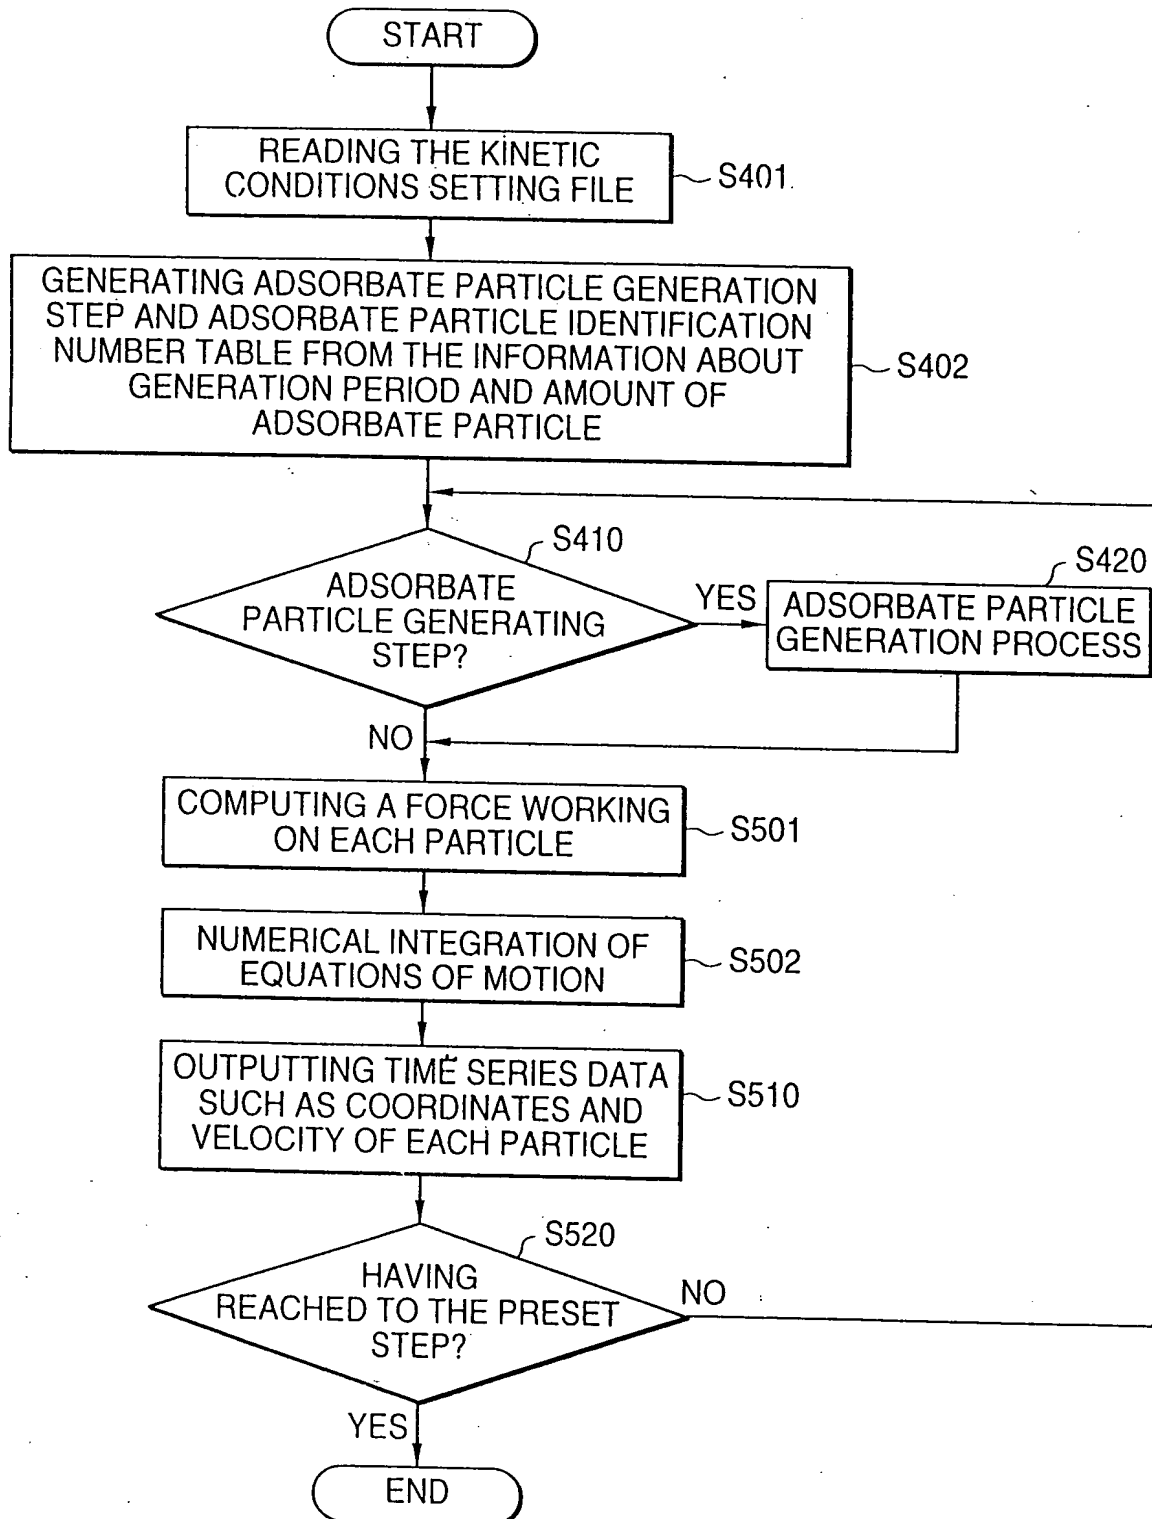 START
READING THE KINETIC
CONDITIONS SETTING FILE
S401
GENERATING ADSORBATE PARTICLE GENERATION
STEP AND ADSORBATE PARTICLE IDENTIFICATION
NUMBER TABLE FROM THE INFORMATION ABOUT
GENERATION PERIOD AND AMOUNT OF
ADSORBATE PARTICLE
S402
S410
ADSORBATE
PARTICLE GENERATING
STEP?
YES
S420
ADSORBATE PARTICLE
GENERATION PROCESS
NO
COMPUTING A FORCE WORKING
ON EACH PARTICLE
S501
NUMERICAL INTEGRATION OF
EQUATIONS OF MOTION
S502
OUTPUTTING TIME SERIES DATA
SUCH AS COORDINATES AND
VELOCITY OF EACH PARTICLE
S510
S520
HAVING
REACHED TO THE PRESET
STEP?
NO
YES
END